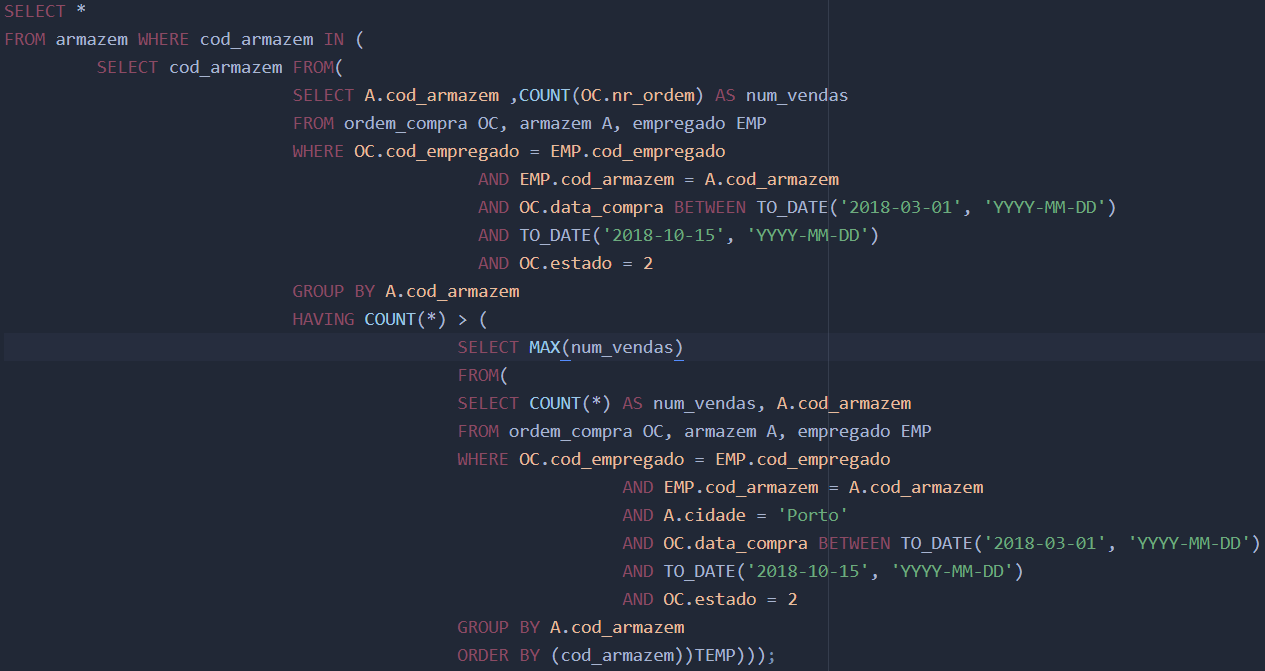 SELECT *
FROM armazem WHERE cod_armazem IN (
SELECT cod_armazem FROM(
SELECT A.cod_armazem ,COUNT(OC.nr_ordem) AS num_vendas
FROM ordem_compra OC, armazem A, empregado EMP
WHERE OC.cod_empregado = EMP.cod_empregado
AND EMP.cod_armazem = A.cod_armazem
AND OC.data_compra BETWEEN TO_DATE('2018-03-01', 'YYYY-MM-DD')
AND TO_DATE('2018-10-15', 'YYYY-MM-DD')
AND OC.estado = 2
GROUP BY A.cod_armazem
HAVING COUNT(*) > (
SELECT MAX(num_vendas)
FROM(
SELECT COUNT(*) AS num_vendas, A.cod_armazem
FROM ordem_compra OC, armazem A, empregado EMP
WHERE OC.cod_empregado = EMP.cod_empregado
AND EMP.cod_armazem = A.cod_armazem
AND A.cidade = 'Porto'
AND OC.data_compra BETWEEN TO_DATE('2018-03-01', 'YYYY-MM-DD')
AND TO_DATE('2018-10-15', 'YYYY-MM-DD')
AND OC.estado = 2
GROUP BY A.cod_armazem
ORDER BY (cod_armazem))TEMP)));